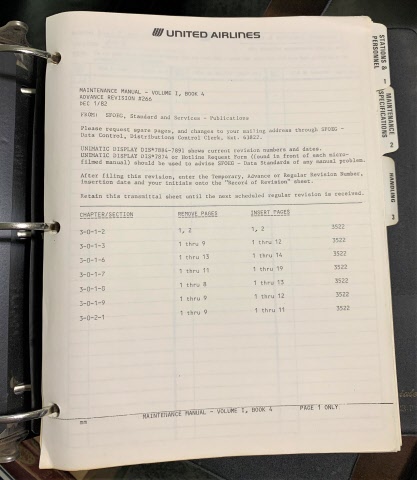 UNITED AIRLINES
MAINTENANCE MANUAL - VOLUME I, BOOK 4
ADVANCE REVISION #266
DEC 1/82
FROM: SFOEG, Standard and Services - Publications
Please request spare pages, and changes to your mailing address through SFOEG -
Data Control, Distributions Control Clerk, Ext. 63822.
UNIMATIC DISPLAY DIS*7884-7891 shows current revision numbers and dates.
UNIMATIC DISPLAY DIS*7874 or Hotline Request Form (found in front of each micro-
filmed manual) should be used to advise SFOEG - Data Standards of any manual problem.
After filing this revision, enter the Temporary, Advance or Regular Revision Number,
insertion date and your initials onto the "Record of Revision" sheet.
Retain this transmittal sheet until the next scheduled regular revision is received.
CHAPTER/SECTION REMOVE PAGES INSERT PAGES
3-0-1-2 1, 2 1, 2 3522
3-0-1-3 1 thru 9 1 thru 12 3522
3-0-1-6 1 thru 13 1 thru 14 3522
3-0-1-7 1 thru 11 1 thru 19 3522
3-0-1-8 1 thru 8 1 thru 13 3522
3-0-1-9 1 thru 9 1 thru 12 3522
3-0-2-1 1 thru 9 1 thru 11 3522
MAINTENANCE MANUAL - VOLUME I, BOOK 4 PAGE 1 ONLY
mm
STATIONS &
PERSONNEL
1
MAINTENANCE
SPECIFICATIONS
2
HANDLING
3